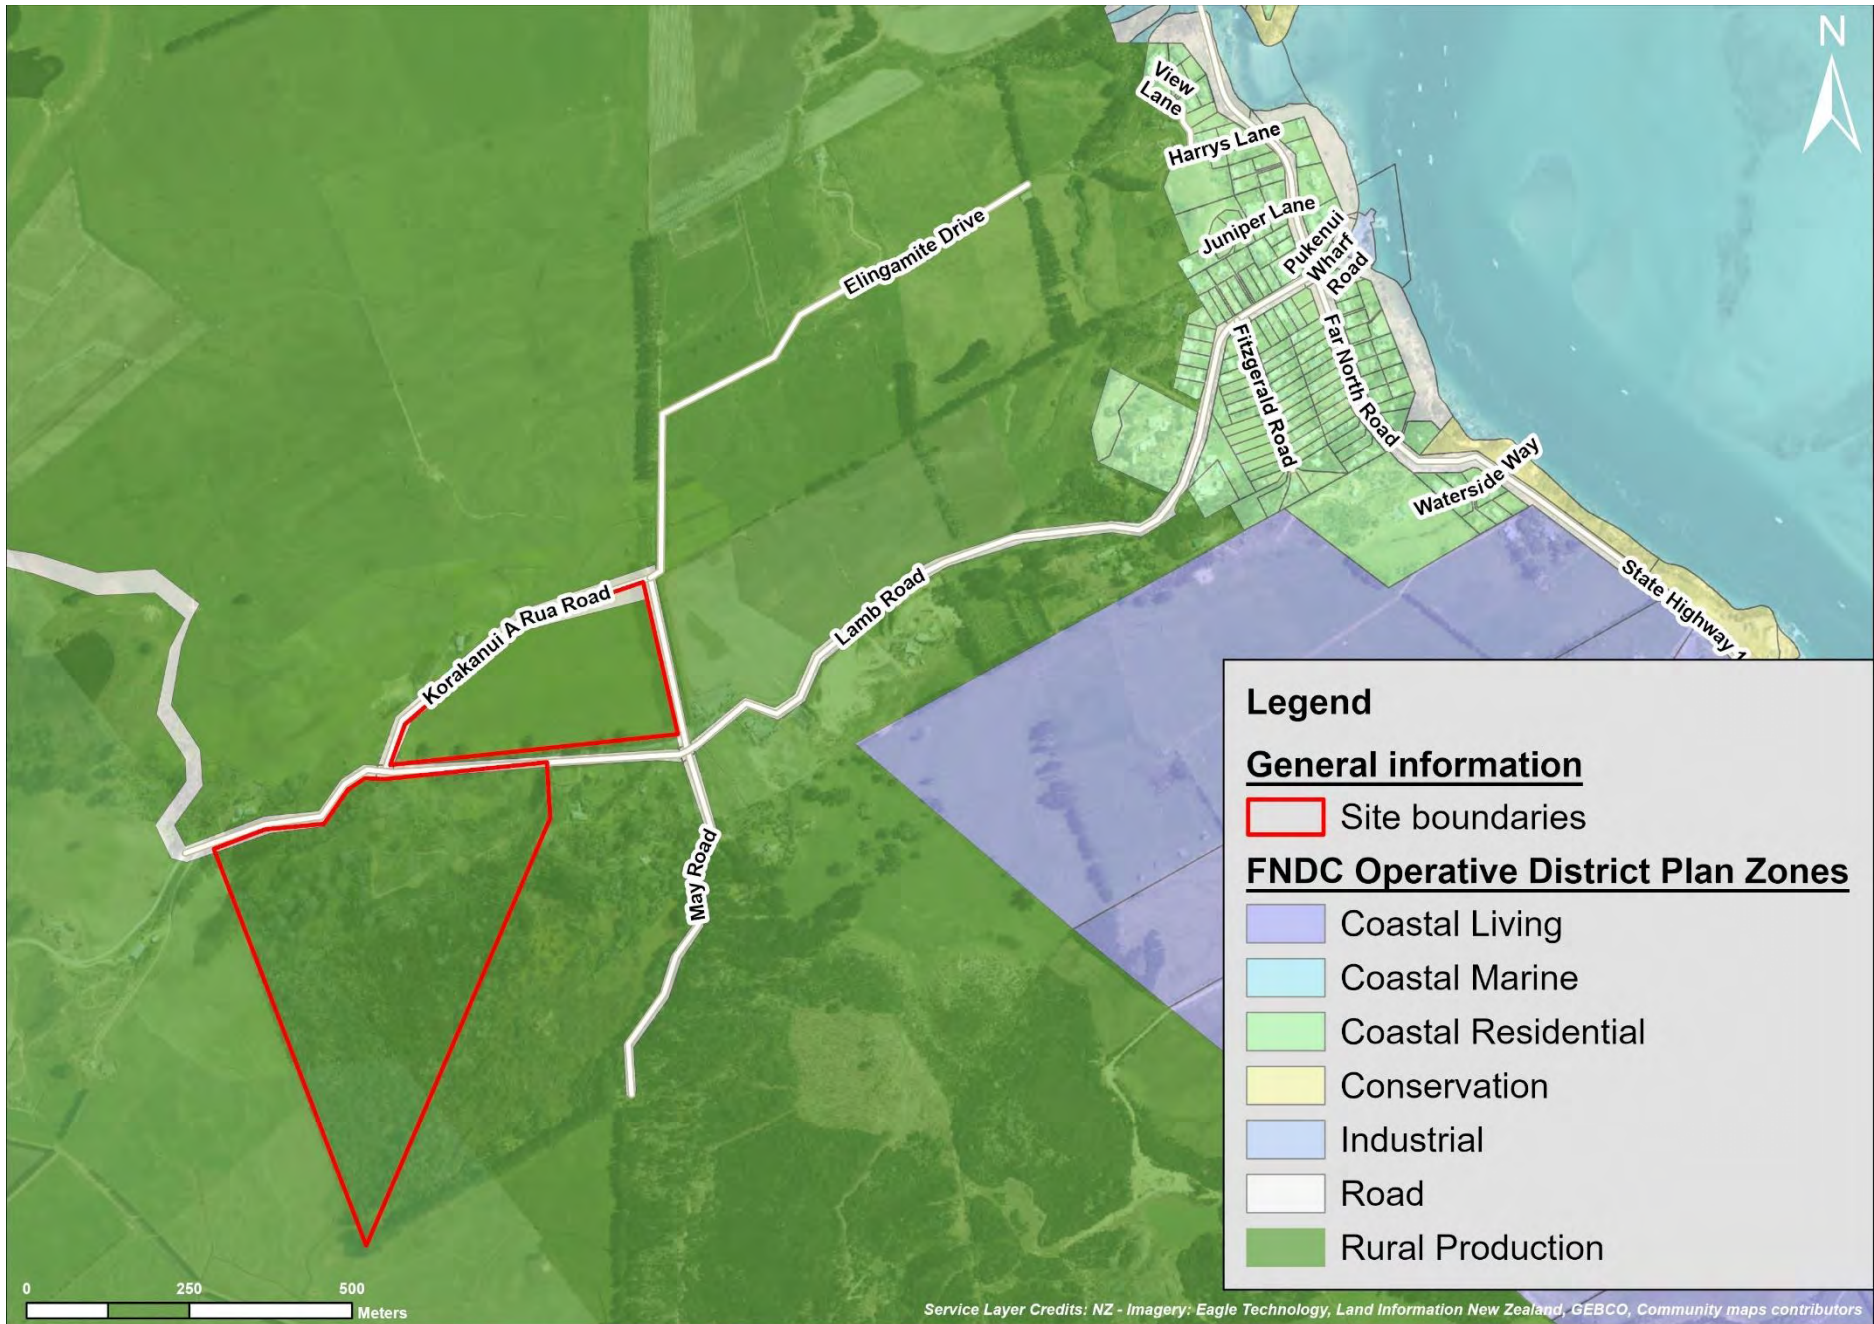 N
View
Lane
Harrys Lane
Juniper Lane
Pukenui
Wharf
Road
Elingamite Drive
Fitzgerald Road
Far North Road
Waterside Way
Lamb Road
State Highway 1
Korakanui A Rua Road
May Road
Legend
General information
Site boundaries
FNDC Operative District Plan Zones
Coastal Living
Coastal Marine
Coastal Residential
Conservation
Industrial
Road
Rural Production
0 250 500
Meters
Service Layer Credits: NZ - Imagery: Eagle Technology, Land Information New Zealand, GEBCO, Community maps contributors